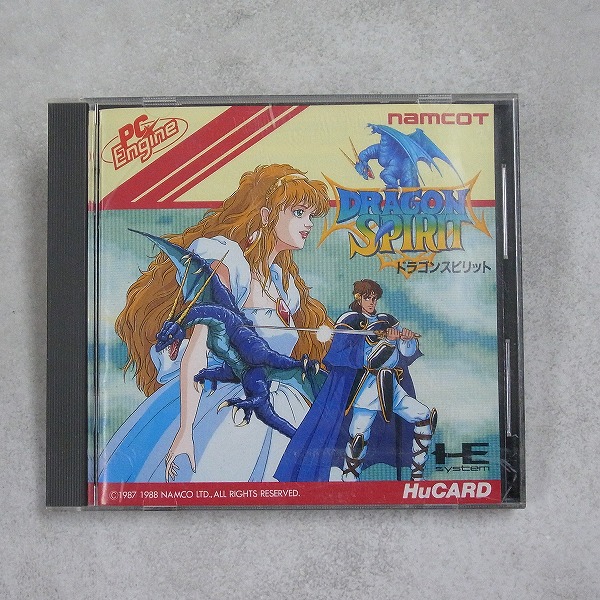 PC
Engine
namcot
DRAGON
SPIRIT
ドラゴンスピリット
HE
system
©1987 1988 NAMCO LTD., ALL RIGHTS RESERVED.
HuCARD